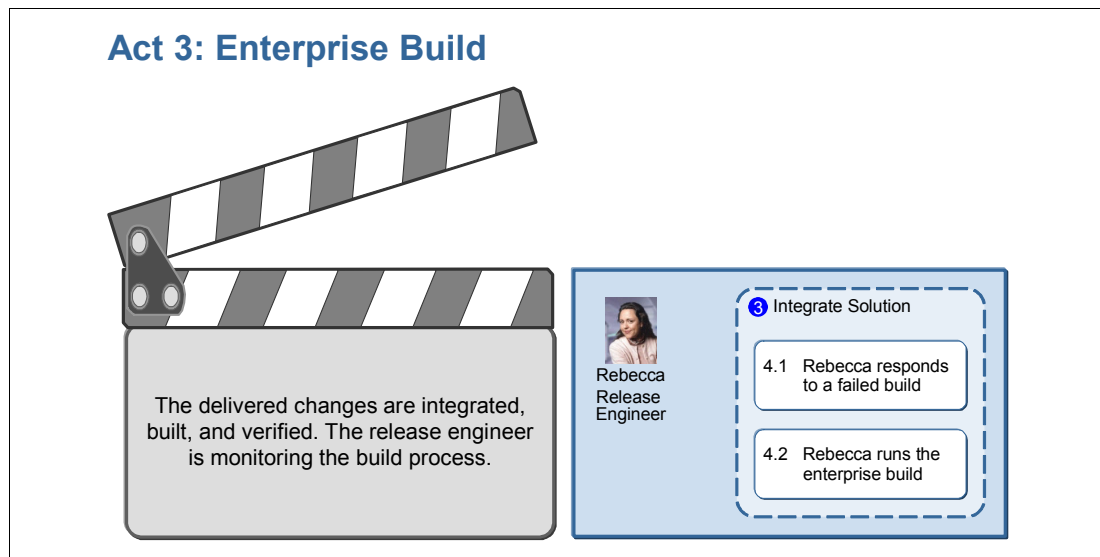 Act 3: Enterprise Build
The delivered changes are integrated,
built, and verified. The release engineer
is monitoring the build process.
Rebecca
Release
Engineer
3 Integrate Solution
4.1 Rebecca responds
to a failed build
4.2 Rebecca runs the
enterprise build